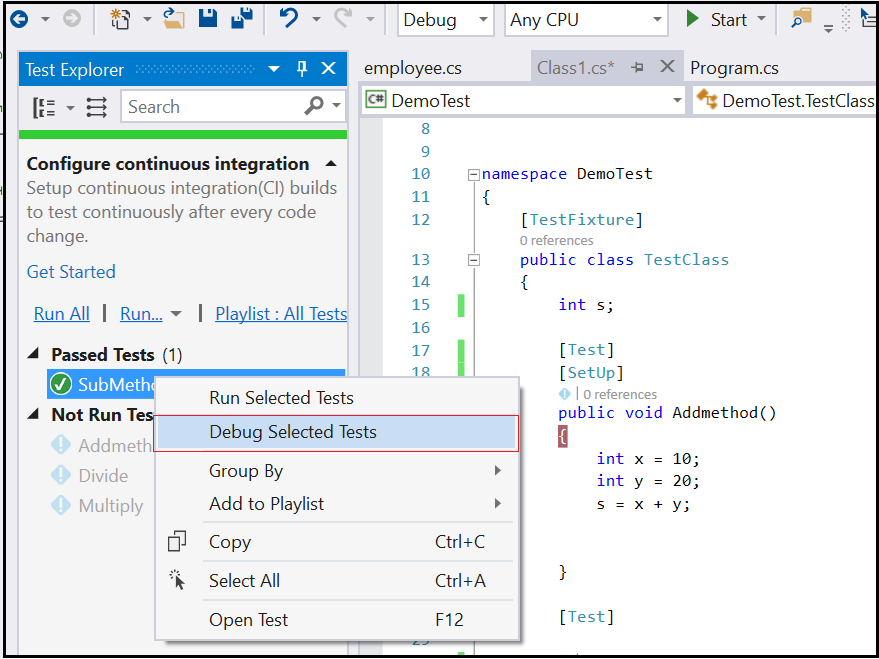 Debug
Any CPU
Start
Test Explorer
Search
Configure continuous integration
Setup continuous integration(CI) builds
to test continuously after every code
change.
Get Started
Run All | Run... | Playlist : All Tests
Passed Tests (1)
SubMetho
Not Run Tes
Addmeth
Divide
Multiply
Run Selected Tests
Debug Selected Tests
Group By
Add to Playlist
Copy Ctrl+C
Select All Ctrl+A
Open Test F12
employee.cs Class1.cs* Program.cs
C# DemoTest DemoTest.TestClass
8
9
10 namespace DemoTest
11 {
12 [TestFixture]
0 references
13 public class TestClass
14 {
15 int s;
16
17 [Test]
18 [SetUp]
| 0 references
public void Addmethod()
{
int x = 10;
int y = 20;
s = x + y;
}
[Test]